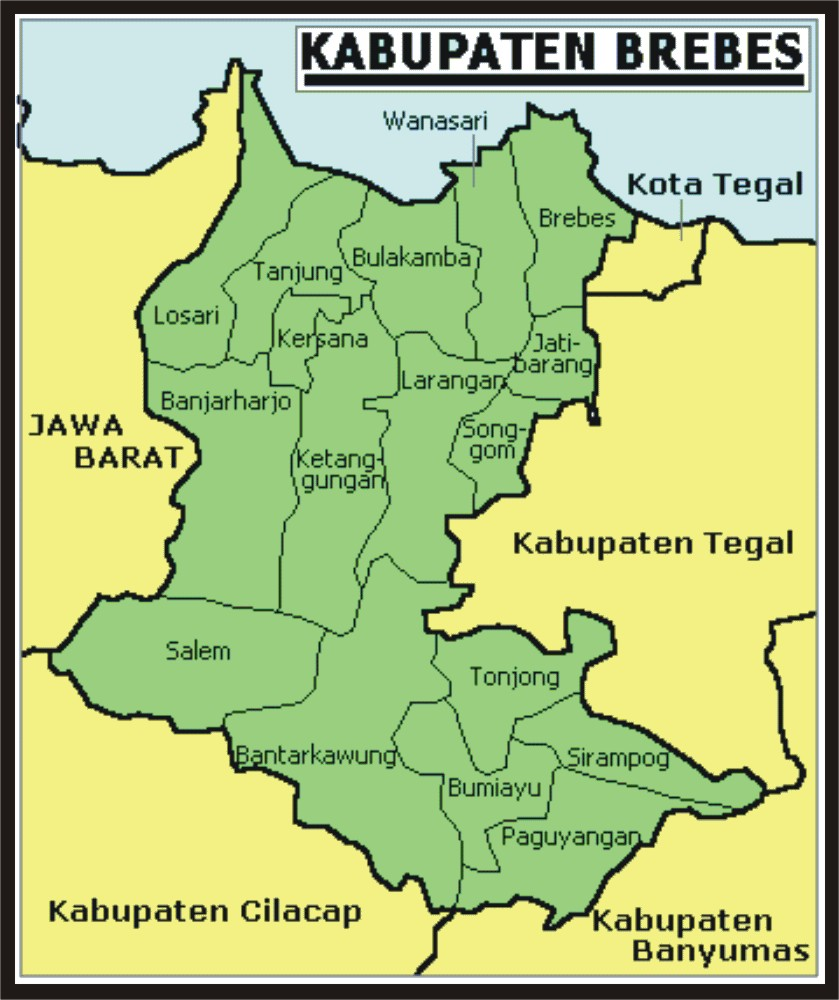 KABUPATEN BREBES
Wanasari
Kota Tegal
Brebes
Bulakamba
Tanjung
Losari
Kersana
Jati-
barang
Larangan
Banjarharjo
JAWA
BARAT
Song-
gom
Ketang-
gungan
Kabupaten Tegal
Salem
Tonjong
Bantarkawung
Sirampog
Bumiayu
Paguyangan
Kabupaten Cilacap
Kabupaten
Banyumas